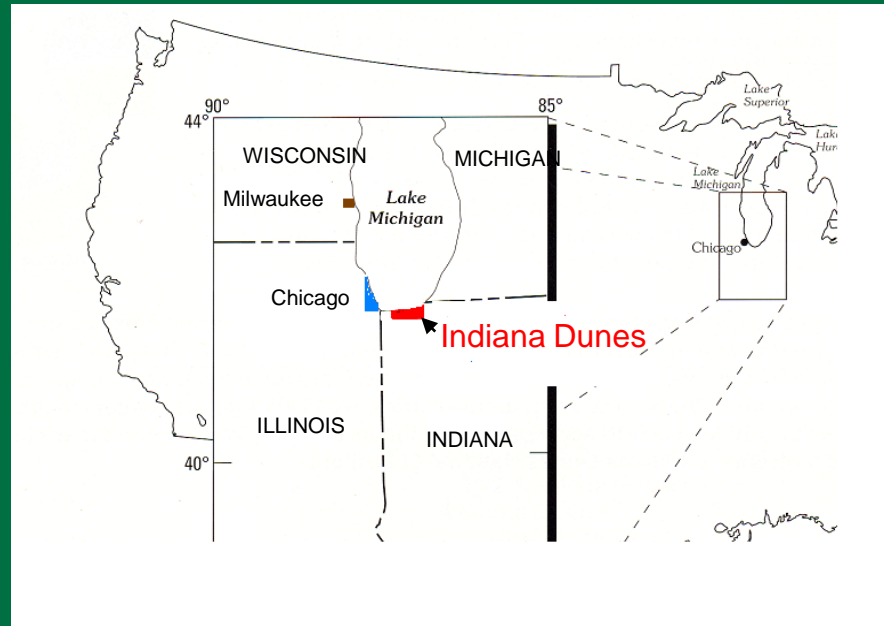 90°
85°
44°
Lake
Superior
WISCONSIN
MICHIGAN
Lake
Milwaukee
Lake
Michigan
Lake
Michigan
Chicago
Chicago
Indiana Dunes
ILLINOIS
INDIANA
40°